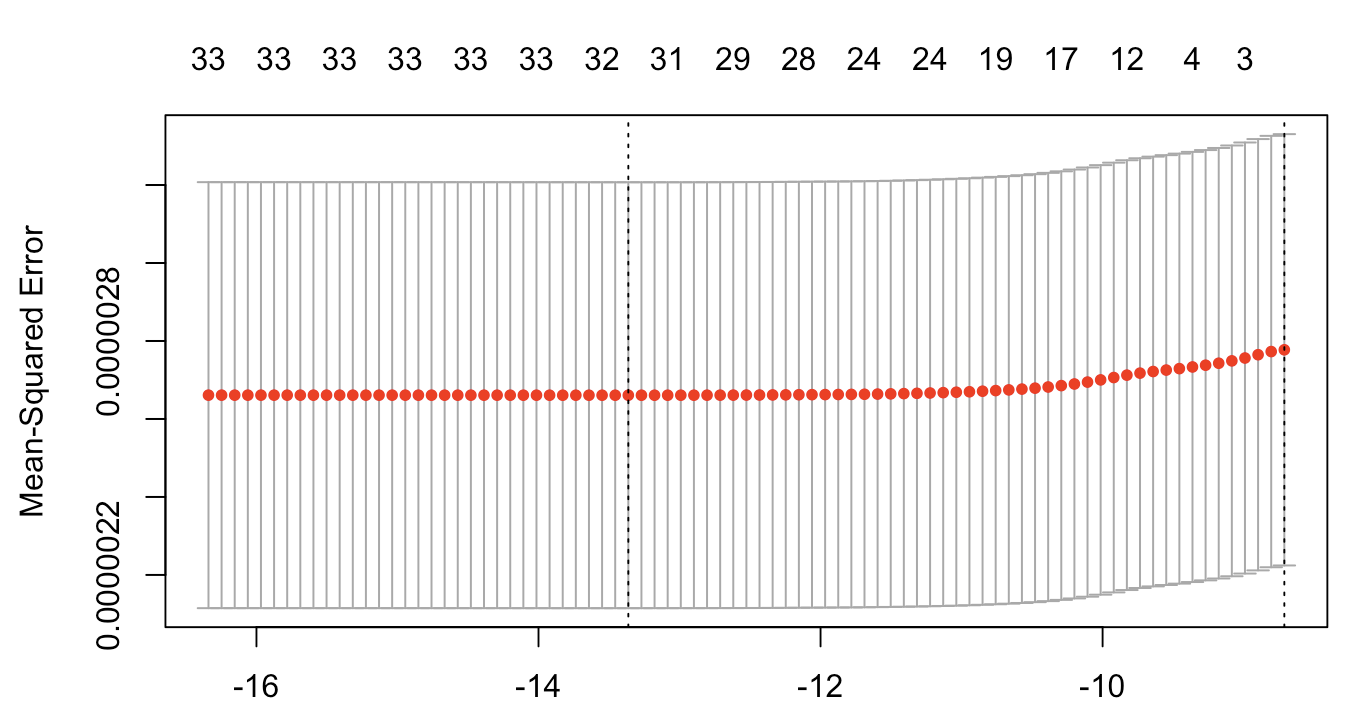 33 33 33 33 33 33 32 31 29 28 24 24 19 17 12 4 3
Mean-Squared Error
0.0000028
0.0000022
-16 -14 -12 -10